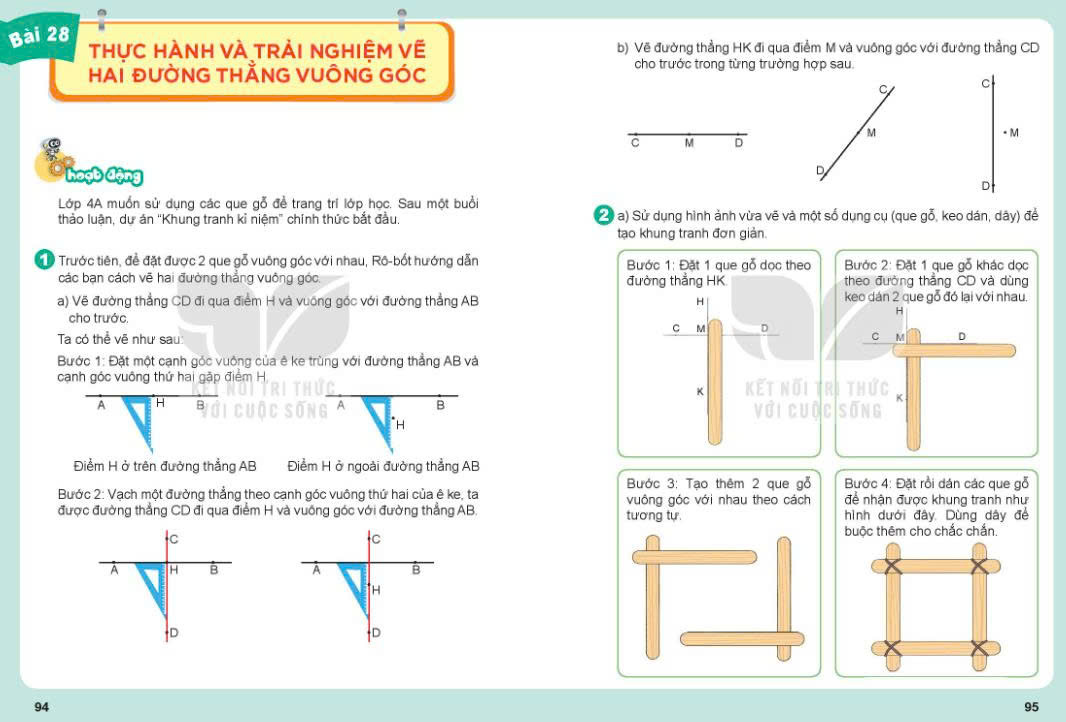 Bài 28
THỰC HÀNH VÀ TRẢI NGHIỆM VẼ
HAI ĐƯỜNG THẲNG VUÔNG GÓC
hoạt động
Lớp 4A muốn sử dụng các que gỗ để trang trí lớp học. Sau một buổi
thảo luận, dự án “Khung tranh kỉ niệm” chính thức bắt đầu.
1 Trước tiên, để đặt được 2 que gỗ vuông góc với nhau, Rô-bốt hướng dẫn
các bạn cách vẽ hai đường thẳng vuông góc.
a) Vẽ đường thẳng CD đi qua điểm H và vuông góc với đường thẳng AB
cho trước.
Ta có thể vẽ như sau:
Bước 1: Đặt một cạnh góc vuông của ê ke trùng với đường thẳng AB và
cạnh góc vuông thứ hai gặp điểm H.
A H B
A B
H
Điểm H ở trên đường thẳng AB
Điểm H ở ngoài đường thẳng AB
Bước 2: Vạch một đường thẳng theo cạnh góc vuông thứ hai của ê ke, ta
được đường thẳng CD đi qua điểm H và vuông góc với đường thẳng AB.
C
A H B
D
C
A B
H
D
94
b) Vẽ đường thẳng HK đi qua điểm M và vuông góc với đường thẳng CD
cho trước trong từng trường hợp sau.
C M D
C
M
D
C
M
D
2 a) Sử dụng hình ảnh vừa vẽ và một số dụng cụ (que gỗ, keo dán, dây) để
tạo khung tranh đơn giản.
Bước 1: Đặt 1 que gỗ dọc theo
đường thẳng HK.
H
C M D
K
Bước 2: Đặt 1 que gỗ khác dọc
theo đường thẳng CD và dùng
keo dán 2 que gỗ đó lại với nhau.
H
C M D
K
KẾT NỐI TRI THỨC
VỚI CUỘC SỐNG
KẾT NỐI TRI THỨC
VỚI CUỘC SỐNG
Bước 3: Tạo thêm 2 que gỗ
vuông góc với nhau theo cách
tương tự.
Bước 4: Đặt rồi dán các que gỗ
để nhận được khung tranh như
hình dưới đây. Dùng dây để
buộc thêm cho chắc chắn.
95